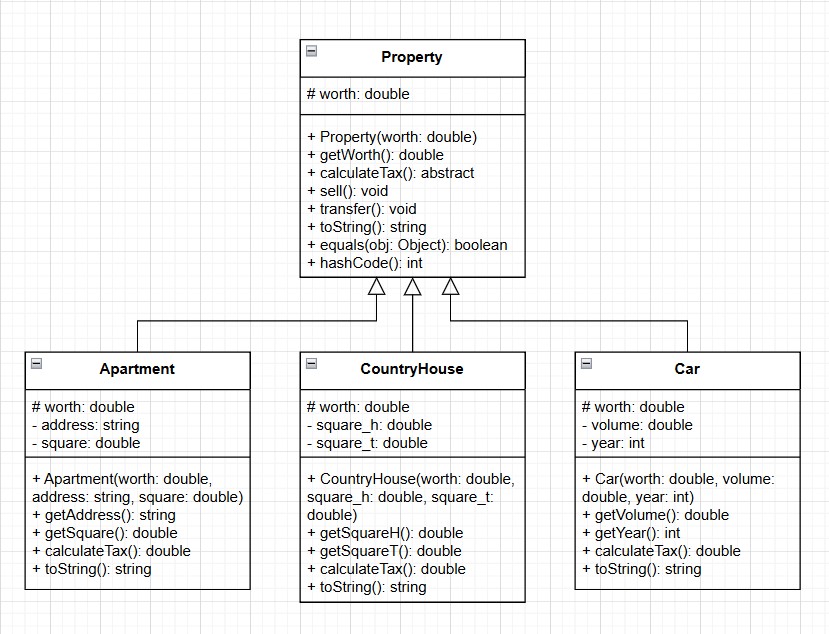 Property
# worth: double
+ Property(worth: double)
+ getWorth(): double
+ calculateTax(): abstract
+ sell(): void
+ transfer(): void
+ toString(): string
+ equals(obj: Object): boolean
+ hashCode(): int
Apartment
# worth: double
- address: string
- square: double
+ Apartment(worth: double,
address: string, square: double)
+ getAddress(): string
+ getSquare(): double
+ calculateTax(): double
+ toString(): string
CountryHouse
# worth: double
- square_h: double
- square_t: double
+ CountryHouse(worth: double,
square_h: double, square_t:
double)
+ getSquareH(): double
+ getSquareT(): double
+ calculateTax(): double
+ toString(): string
Car
# worth: double
- volume: double
- year: int
+ Car(worth: double, volume:
double, year: int)
+ getVolume(): double
+ getYear(): int
+ calculateTax(): double
+ toString(): string